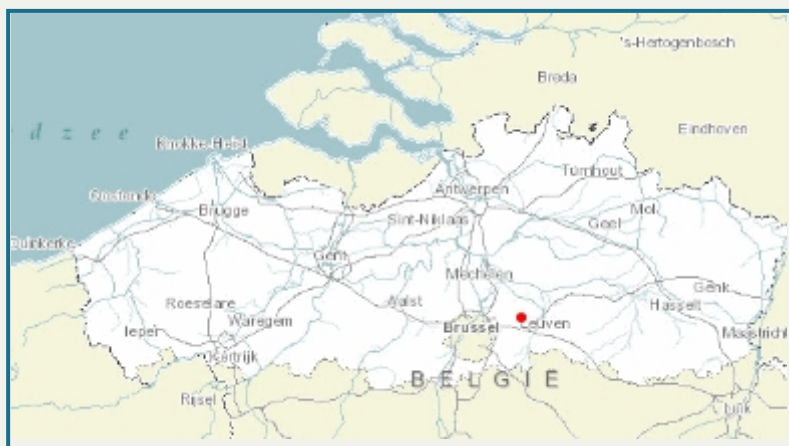 's-Hertogenbosch
Breda
d z e e
Eindhoven
Knokke-Heist
Turnhout
Antwerpen
Oostende
Brugge
Mol
Sint-Niklaas
Geel
Duinkerke
Gent
Mechelen
Genk
Roeselare
Aalst
Hasselt
Waregem
Brussel
Leuven
Ieper
Maastricht
Kortrijk
BELGIË
Rijsel
Luik